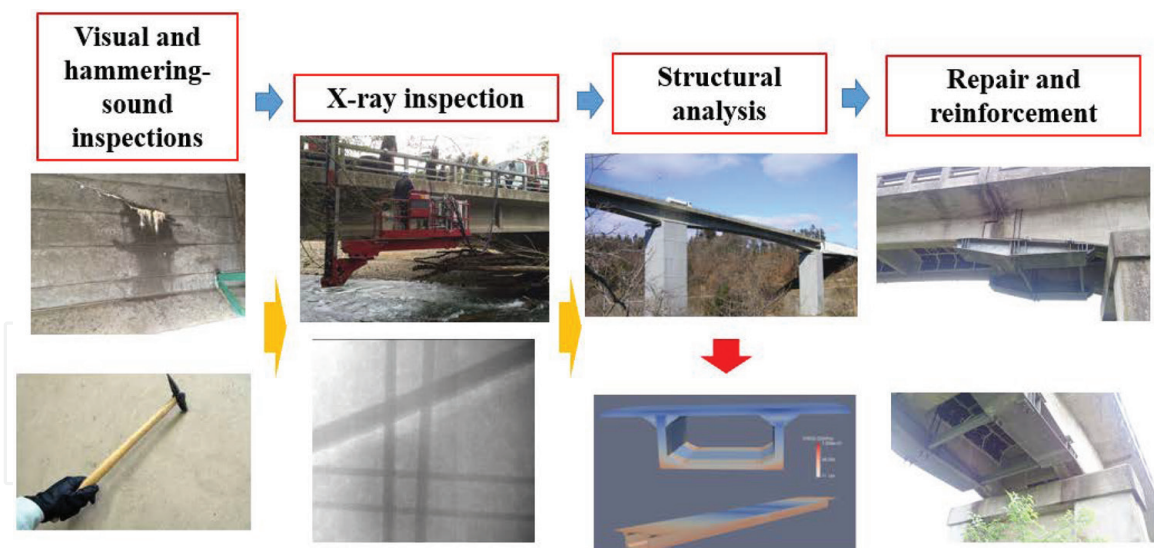 Visual and
hammering-
sound
inspections
X-ray inspection
Structural
analysis
Repair and
reinforcement